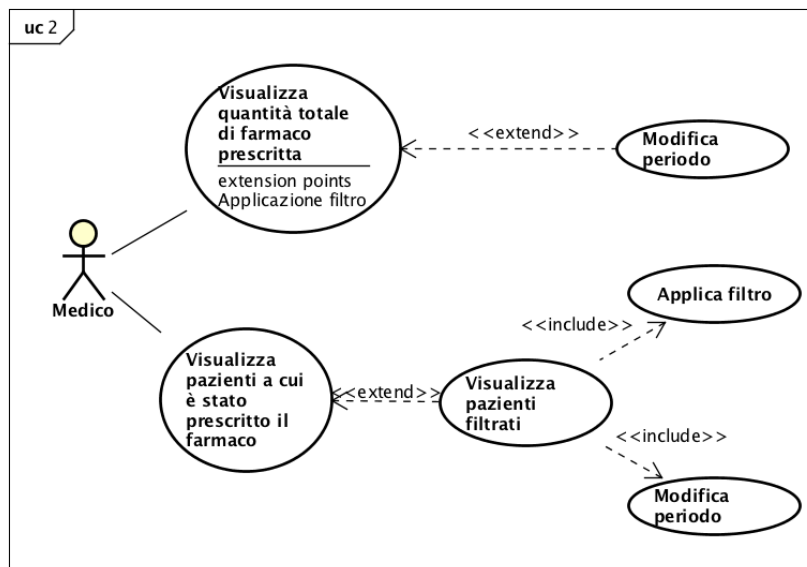 uc 2
Visualizza
quantità totale
di farmaco
prescritta
extension points
Applicazione filtro
<<extend>>
Modifica
periodo
Medico
Applica filtro
<<include>>
Visualizza
pazienti a cui
è stato
prescritto il
farmaco
<<extend>>
Visualizza
pazienti
filtrati
<<include>>
Modifica
periodo